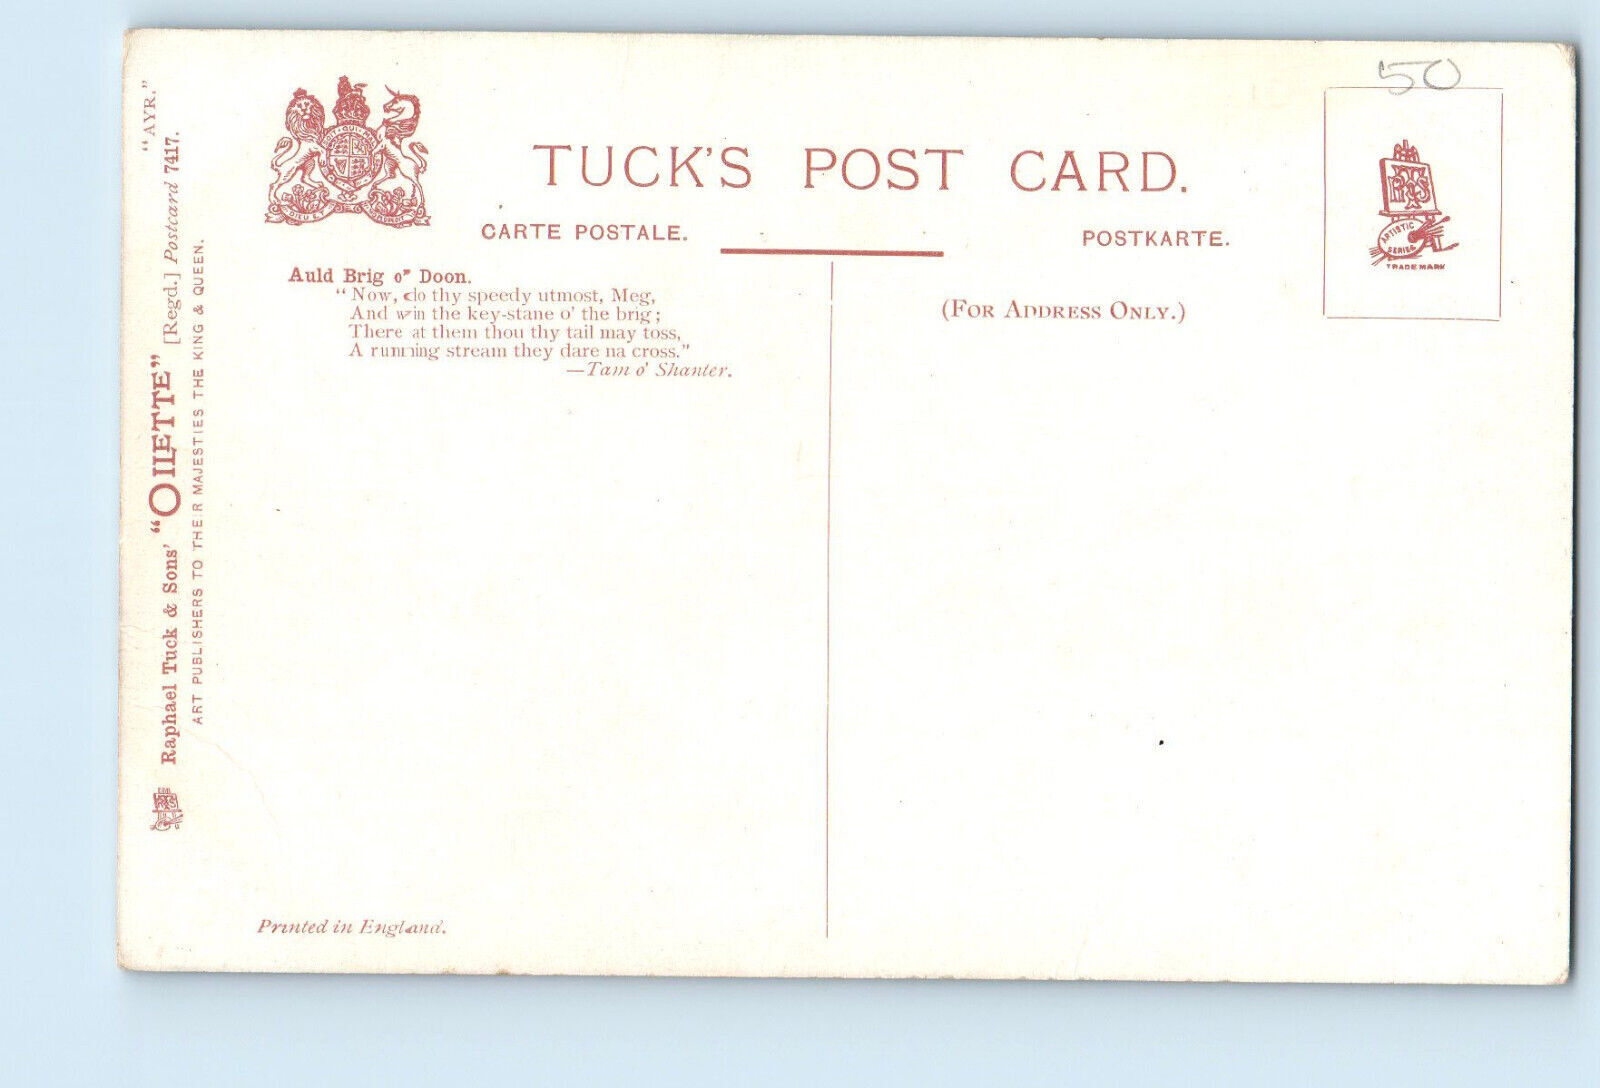 50
TUCK'S POST CARD.
CARTE POSTALE.
POSTKARTE.
Auld Brig o' Doon.
"Now, do thy speedy utmost, Meg,
And win the key-stane o' the brig;
There at them thou thy tail may toss,
A running stream they dare na cross."
—Tam o' Shanter.
(For Address Only.)
ARTISTIC
SERIES
TRADE MARK
"AYR."
Raphael Tuck & Sons' "OILETTE" [Regd.] Postcard 7417.
ART PUBLISHERS TO THEIR MAJESTIES THE KING & QUEEN.
Printed in England.